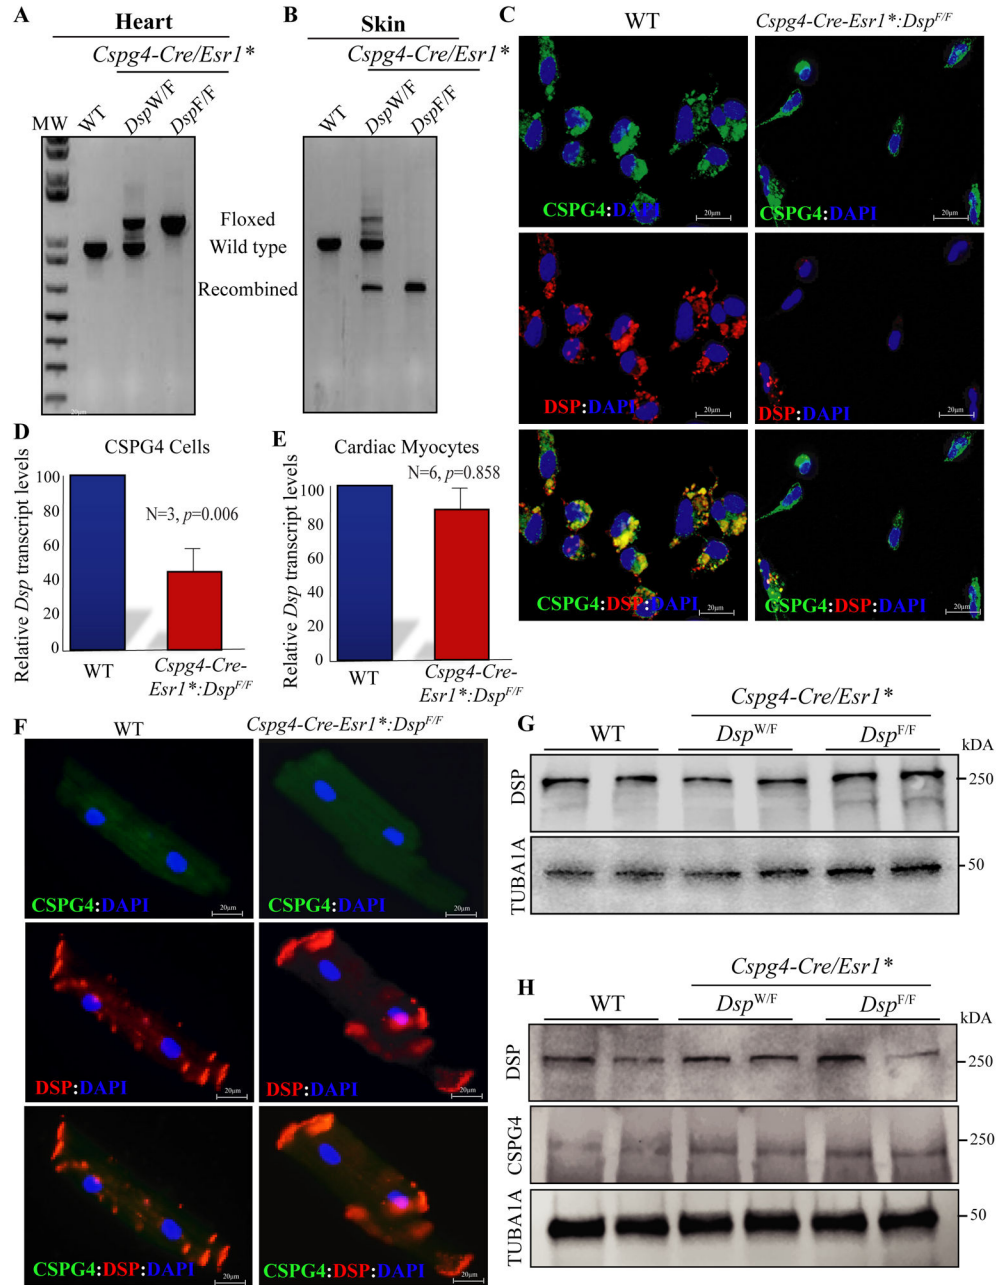 A
Heart
Cspg4-Cre/Esr1*
MW
WT
DspW/F
DspF/F
20μm
B
Skin
Cspg4-Cre/Esr1*
WT
DspW/F
DspF/F
Floxed
Wild type
Recombined
C
WT
Cspg4-Cre-Esr1*:DspF/F
CSPG4:DAPI
20μm
CSPG4:DAPI
20μm
DSP:DAPI
20μm
DSP:DAPI
20μm
CSPG4:DSP:DAPI
20μm
CSPG4:DSP:DAPI
20μm
D
CSPG4 Cells
Relative Dsp transcript levels
100
80
60
40
20
0
N=3, p=0.006
WT
Cspg4-Cre-
Esr1*:DspF/F
E
Cardiac Myocytes
N=6, p=0.858
Relative Dsp transcript levels
100
80
60
40
20
0
WT
Cspg4-Cre-
Esr1*:DspF/F
F
WT
Cspg4-Cre-Esr1*:DspF/F
CSPG4:DAPI
20μm
CSPG4:DAPI
20μm
DSP:DAPI
20μm
DSP:DAPI
20μm
CSPG4:DSP:DAPI
20μm
CSPG4:DSP:DAPI
20μm
G
Cspg4-Cre/Esr1*
WT
DspW/F
DspF/F
kDA
DSP
250
TUBA1A
50
H
Cspg4-Cre/Esr1*
WT
DspW/F
DspF/F
kDA
DSP
250
CSPG4
250
TUBA1A
50